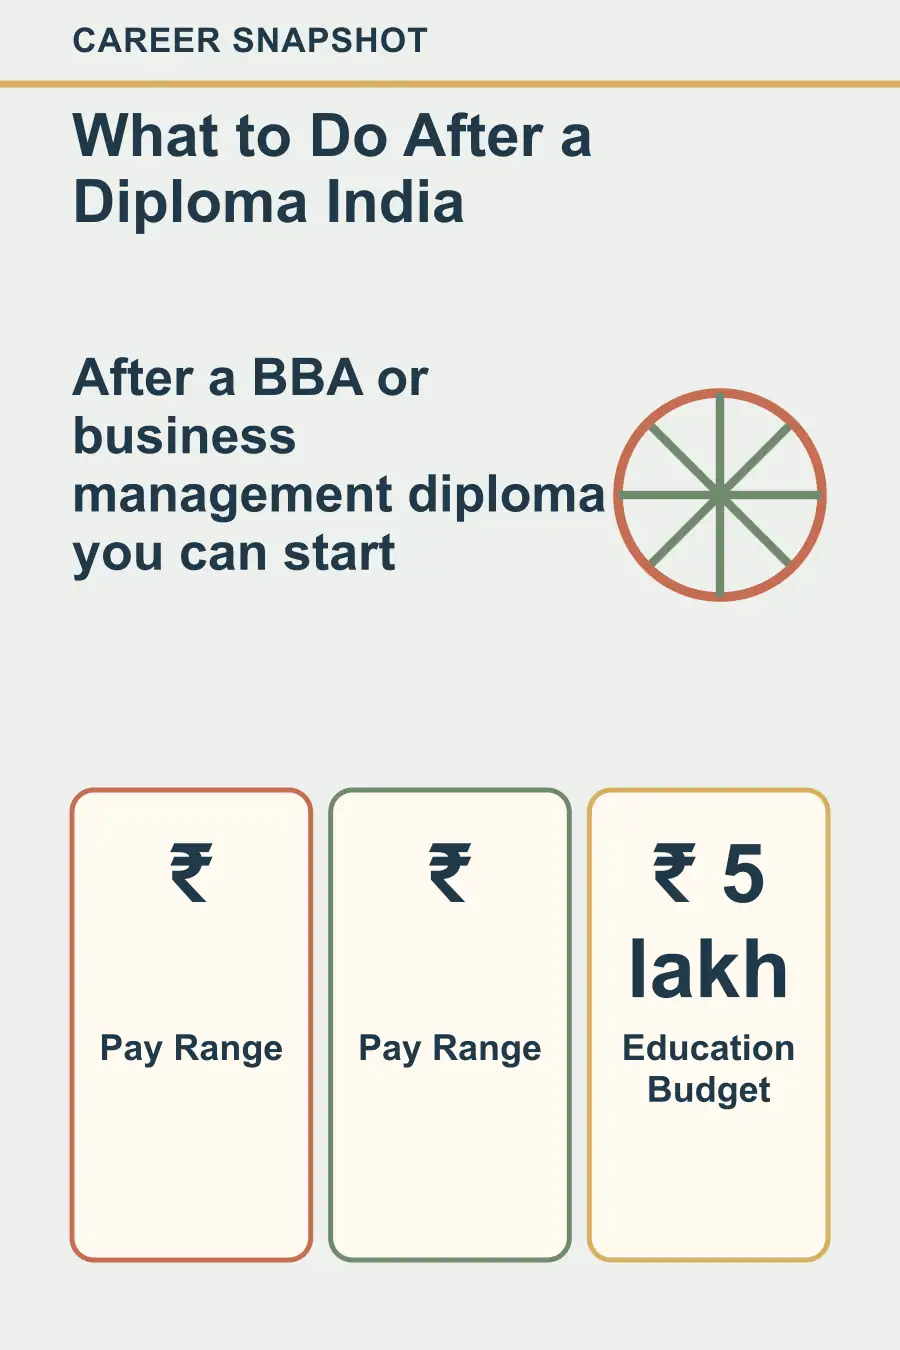 CAREER SNAPSHOT
What to Do After a
Diploma India
After a BBA or
business
management diploma
you can start
₹
Pay Range
₹
Pay Range
₹ 5
lakh
Education
Budget